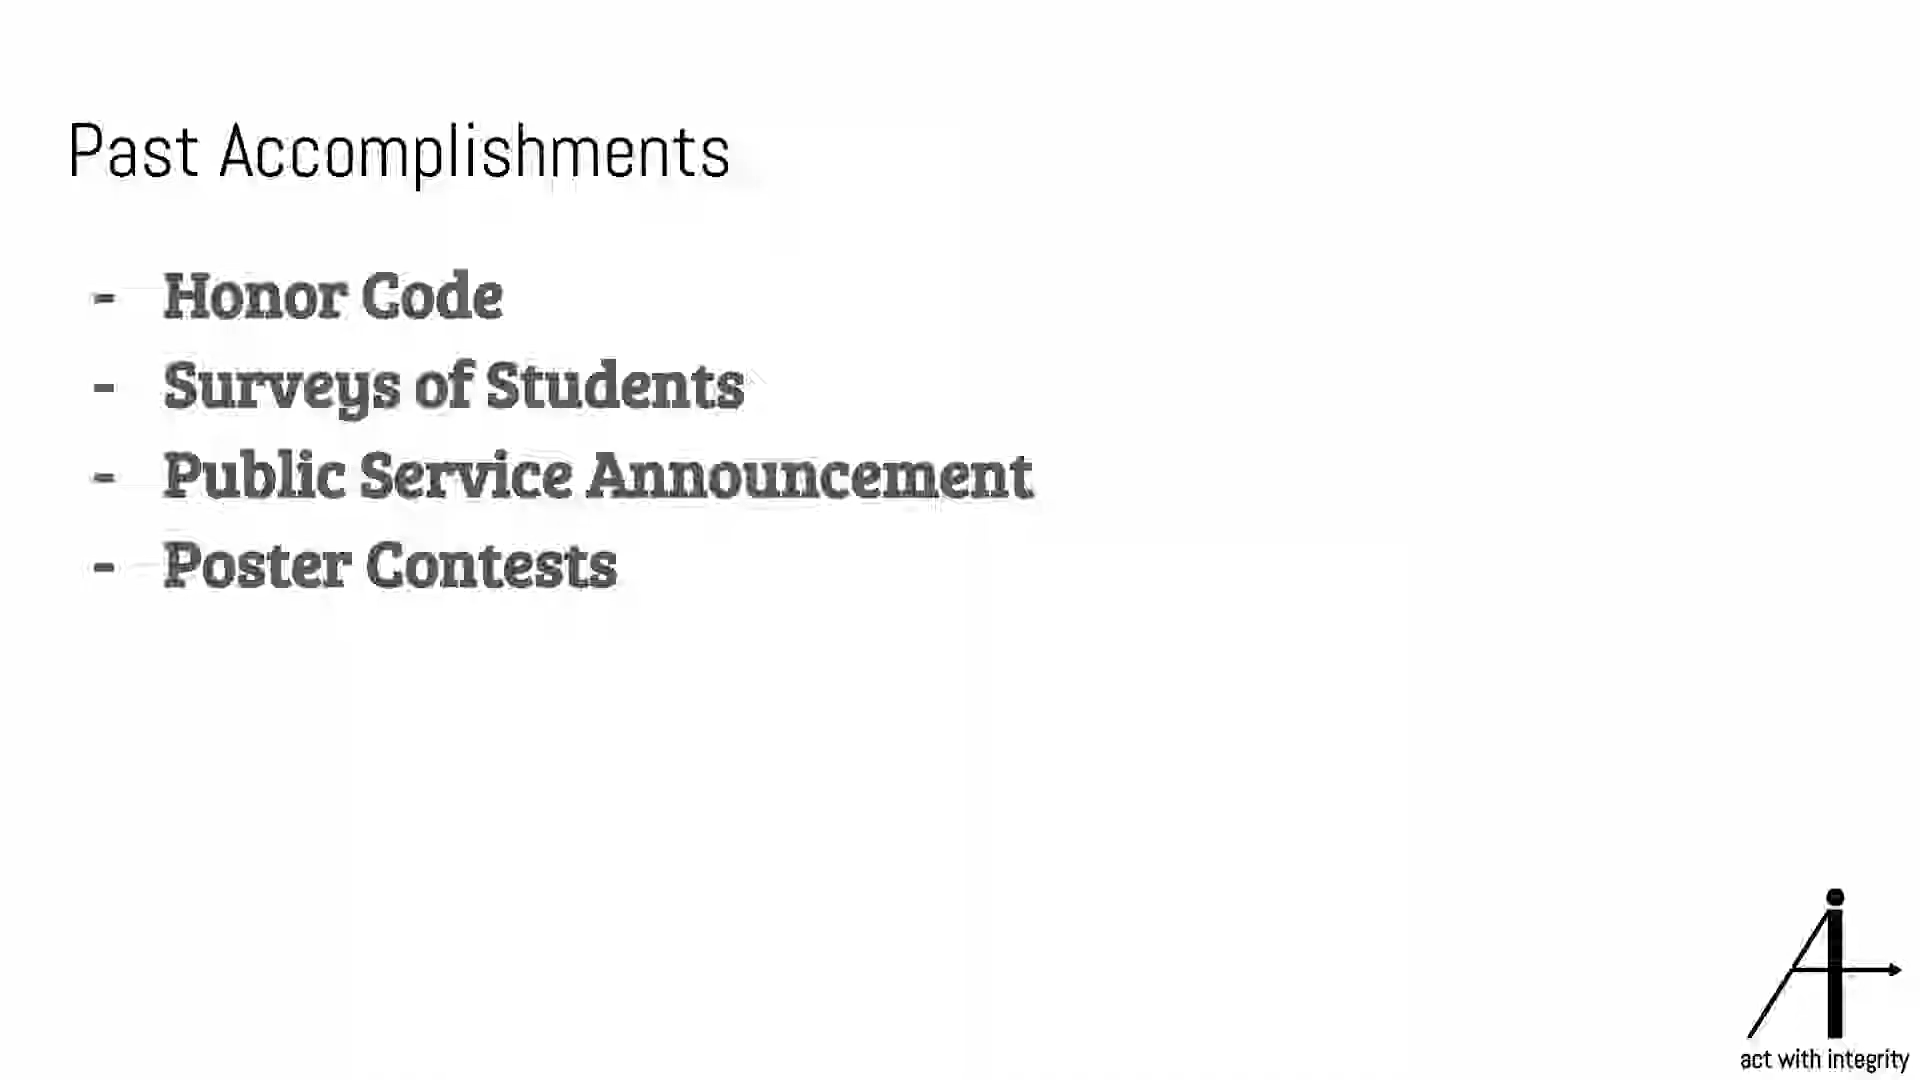 Past Accomplishments
- Honor Code
- Surveys of Students
- Public Service Announcement
- Poster Contests
act with integrity